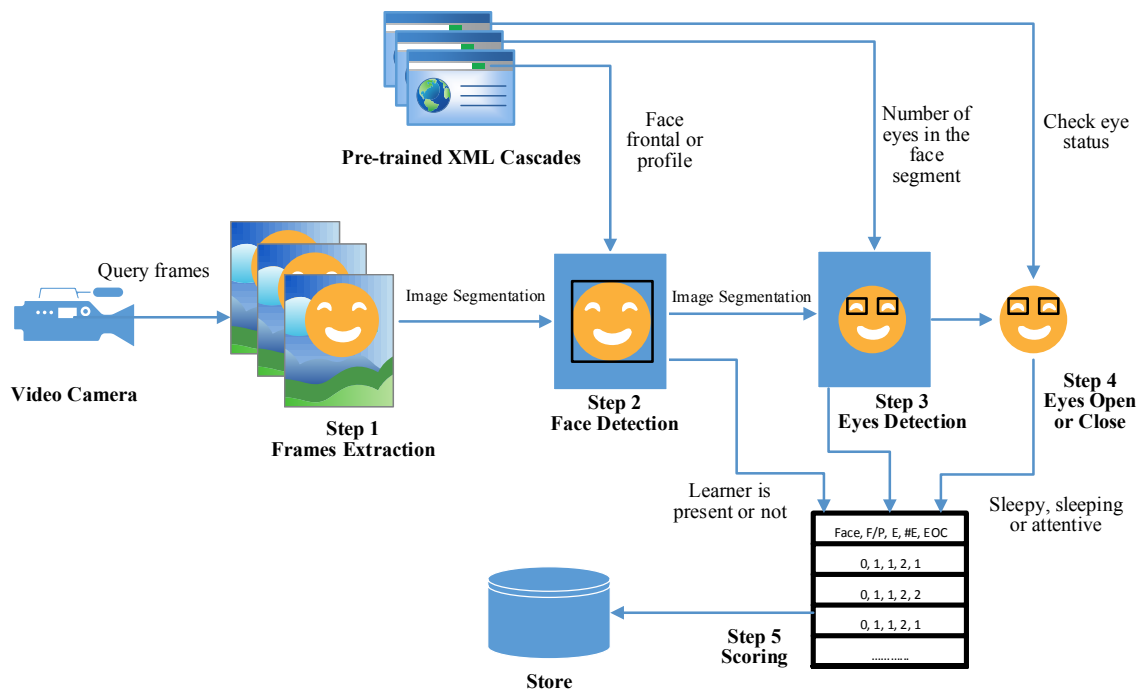 Pre-trained XML Cascades
Face
frontal or
profile
Number of
eyes in the
face
segment
Check eye
status
Query frames
Image Segmentation
Image Segmentation
Video Camera
Step 1
Frames Extraction
Step 2
Face Detection
Step 3
Eyes Detection
Step 4
Eyes Open
or Close
Learner is
present or not
Sleepy, sleeping
or attentive
Face, F/P, E, #E, EOC
0, 1, 1, 2, 1
0, 1, 1, 2, 2
0, 1, 1, 2, 1
............
Step 5
Scoring
Store